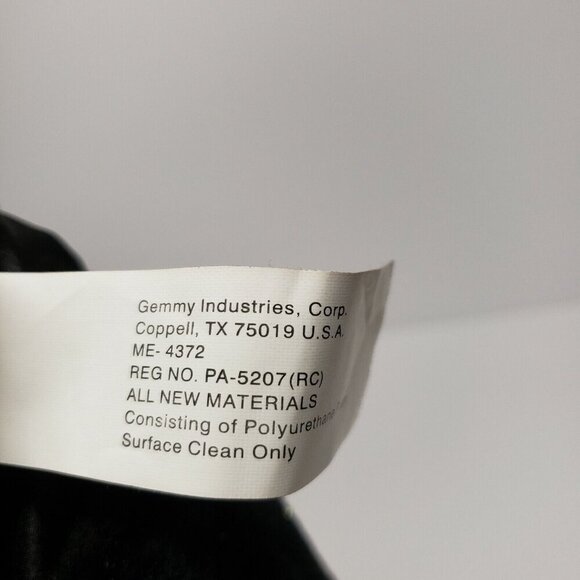 Gemmy Industries, Corp.
Coppell, TX 75019 U.S.A.
ME- 4372
REG NO. PA-5207(RC)
ALL NEW MATERIALS
Consisting of Polyurethane
Surface Clean Only